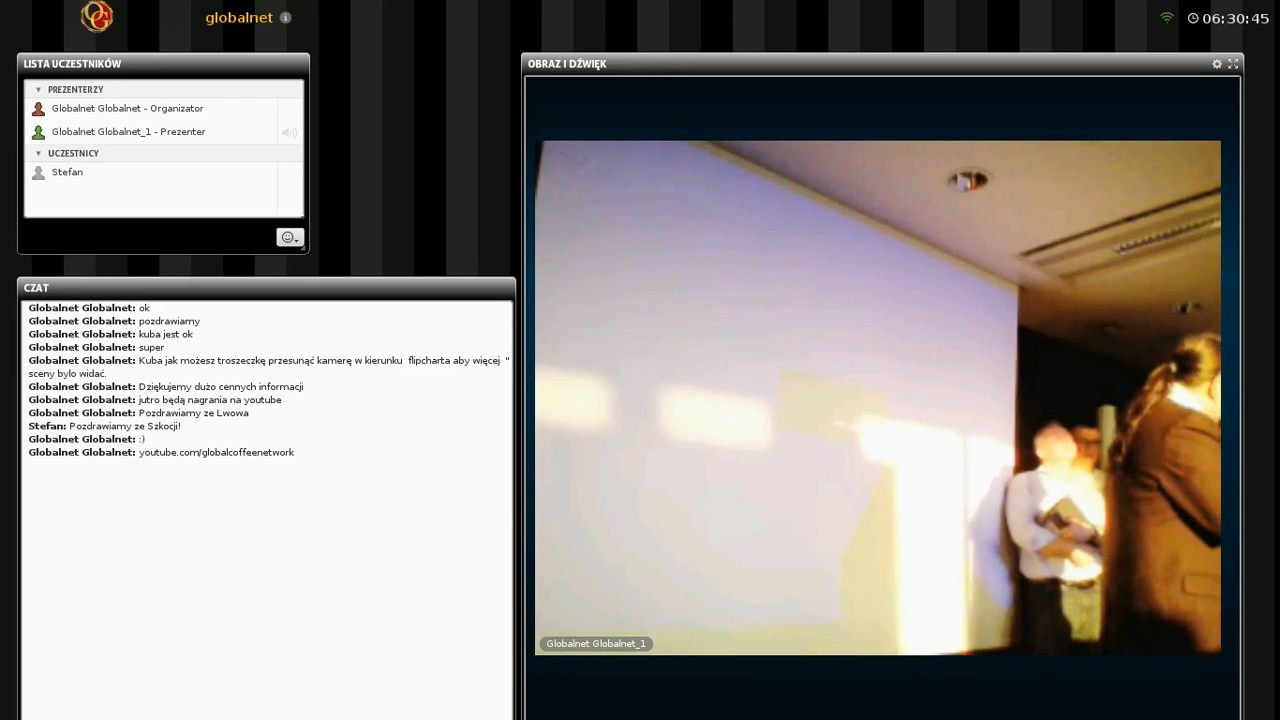 OG
globalnet
06:30:45
LISTA UCZESTNIKÓW
PREZENTERZY
Globalnet Globalnet - Organizator
Globalnet Globalnet_1 - Prezenter
UCZESTNICY
Stefan
CZAT
Globalnet Globalnet: ok
Globalnet Globalnet: pozdrawiamy
Globalnet Globalnet: kuba jest ok
Globalnet Globalnet: super
Globalnet Globalnet: Kuba jak możesz troszeczkę przesunąć kamerę w kierunku flipcharta aby więcej "
sceny bylo widać.
Globalnet Globalnet: Dziękujemy dużo cennych informacji
Globalnet Globalnet: jutro będą nagrania na youtube
Globalnet Globalnet: Pozdrawiamy ze Lwowa
Stefan: Pozdrawiamy ze Szkocji!
Globalnet Globalnet: :)
Globalnet Globalnet: youtube.com/globalcoffeenetwork
OBRAZ I DŹWIĘK
Globalnet Globalnet_1